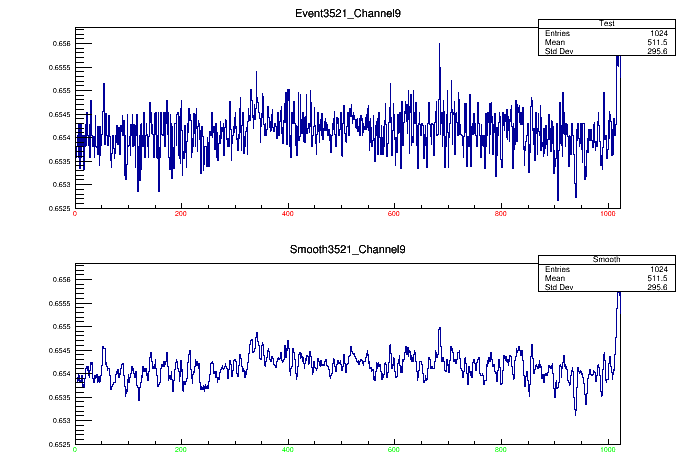 Event3521_Channel9
Test
Entries 1024
Mean 511.5
Std Dev 295.6
0.656
0.6555
0.655
0.6545
0.654
0.6535
0.653
0.6525
0 200 400 600 800 1000
Smooth3521_Channel9
Smooth
Entries 1024
Mean 511.5
Std Dev 295.6
0.656
0.6555
0.655
0.6545
0.654
0.6535
0.653
0.6525
0 200 400 600 800 1000